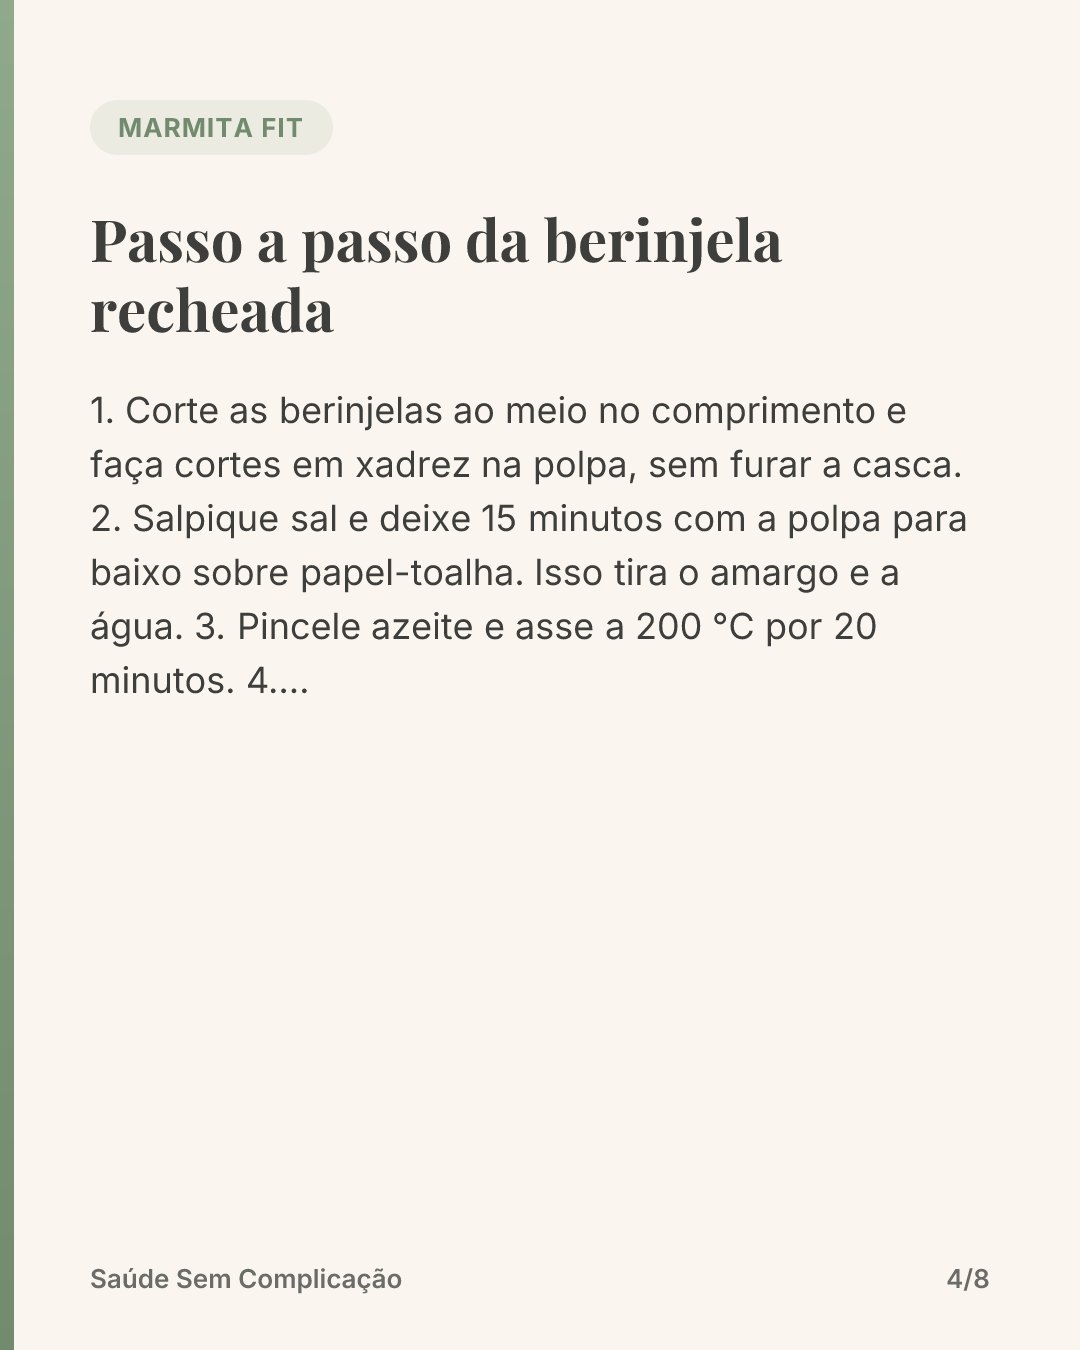 MARMITA FIT
Passo a passo da berinjela
recheada
1. Corte as berinjelas ao meio no comprimento e
faça cortes em xadrez na polpa, sem furar a casca.
2. Salpique sal e deixe 15 minutos com a polpa para
baixo sobre papel-toalha. Isso tira o amargo e a
água. 3. Pincele azeite e asse a 200 °C por 20
minutos. 4....
Saúde Sem Complicação
4/8